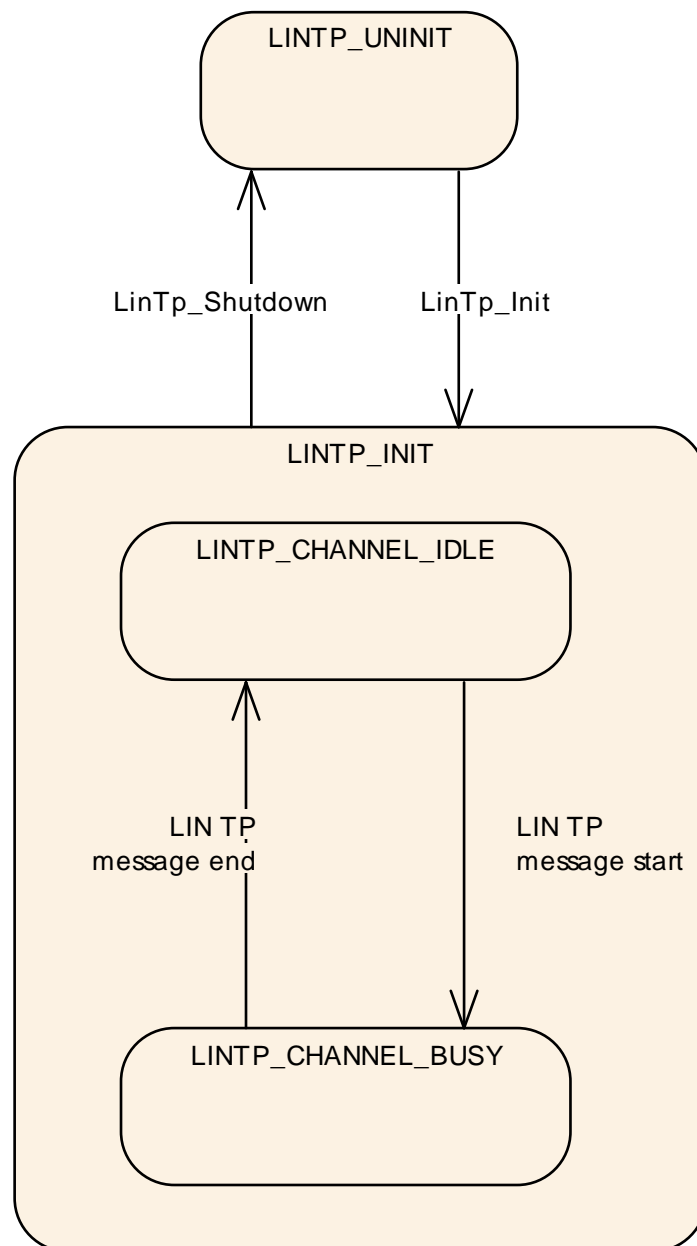 LINTP_UNINIT
LinTp_Shutdown
LinTp_Init
LINTP_INIT
LINTP_CHANNEL_IDLE
LIN TP
message end
LIN TP
message start
LINTP_CHANNEL_BUSY